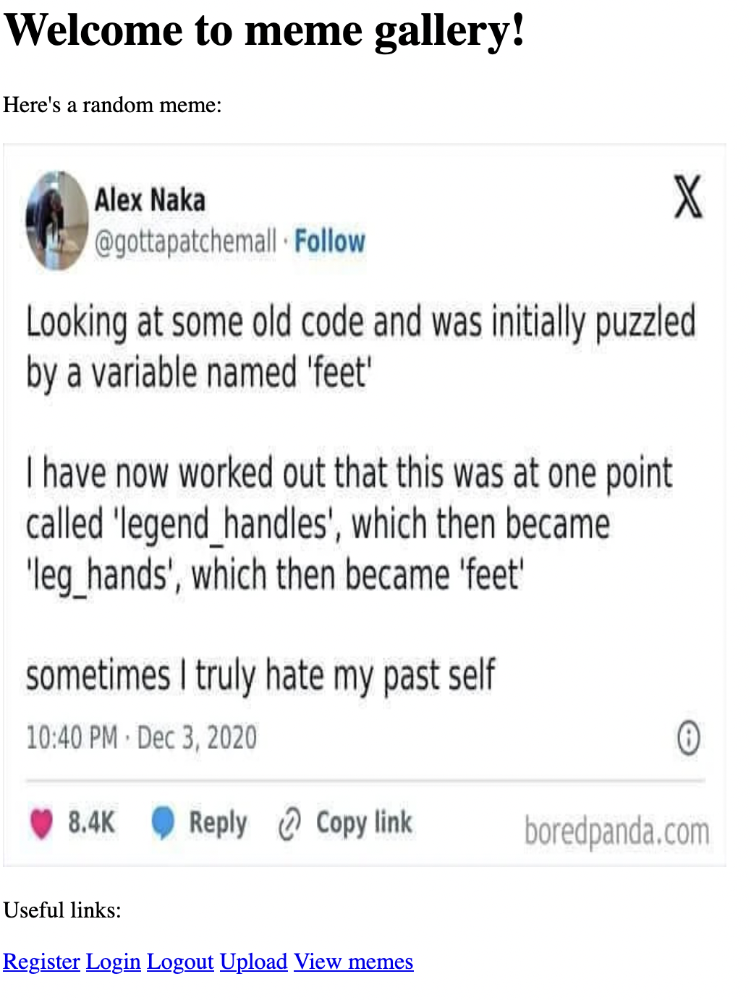 Welcome to meme gallery!
Here's a random meme:
Alex Naka
X
@gottapatchemall · Follow
Looking at some old code and was initially puzzled
by a variable named 'feet'
I have now worked out that this was at one point
called 'legend_handles', which then became
'leg_hands', which then became 'feet'
sometimes I truly hate my past self
10:40 PM · Dec 3, 2020
8.4K Reply Copy link
boredpanda.com
Useful links:
Register Login Logout Upload View memes